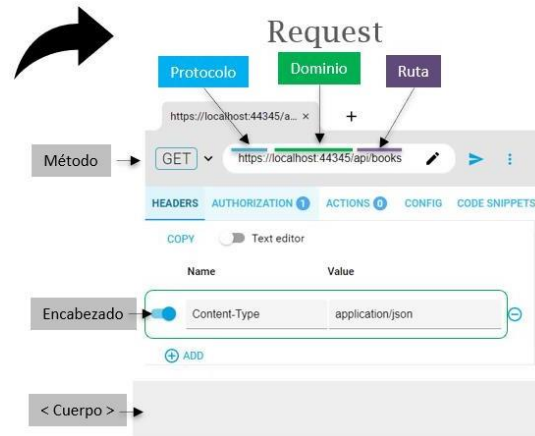 Request
Protocolo
Dominio
Ruta
https://localhost:44345/a... × +
Método
GET https://localhost:44345/api/books
HEADERS AUTHORIZATION 1 ACTIONS 0 CONFIG CODE SNIPPETS
COPY Text editor
Name Value
Encabezado
Content-Type application/json
ADD
< Cuerpo >